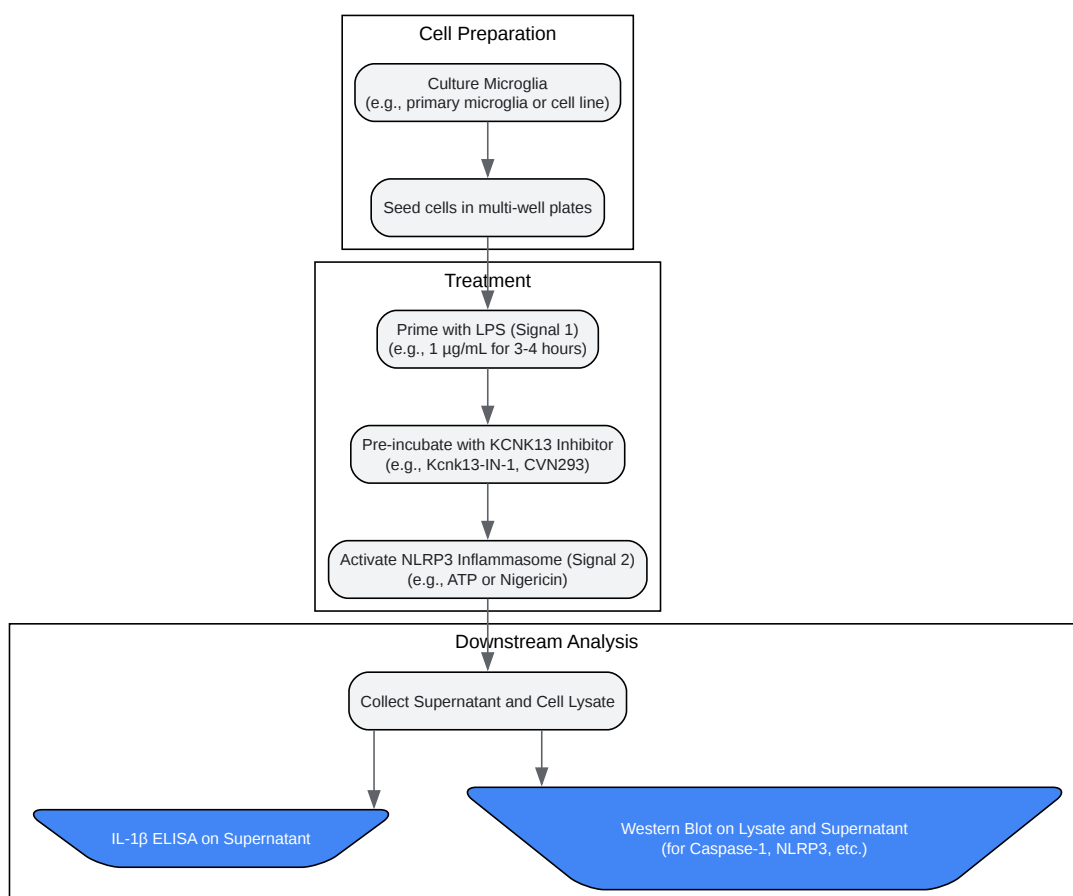 Cell Preparation
Culture Microglia
(e.g., primary microglia or cell line)
Seed cells in multi-well plates
Treatment
Prime with LPS (Signal 1)
(e.g., 1 µg/mL for 3-4 hours)
Pre-incubate with KCNK13 Inhibitor
(e.g., Kcnk13-IN-1, CVN293)
Activate NLRP3 Inflammasome (Signal 2)
(e.g., ATP or Nigericin)
Downstream Analysis
Collect Supernatant and Cell Lysate
IL-1β ELISA on Supernatant
Western Blot on Lysate and Supernatant
(for Caspase-1, NLRP3, etc.)